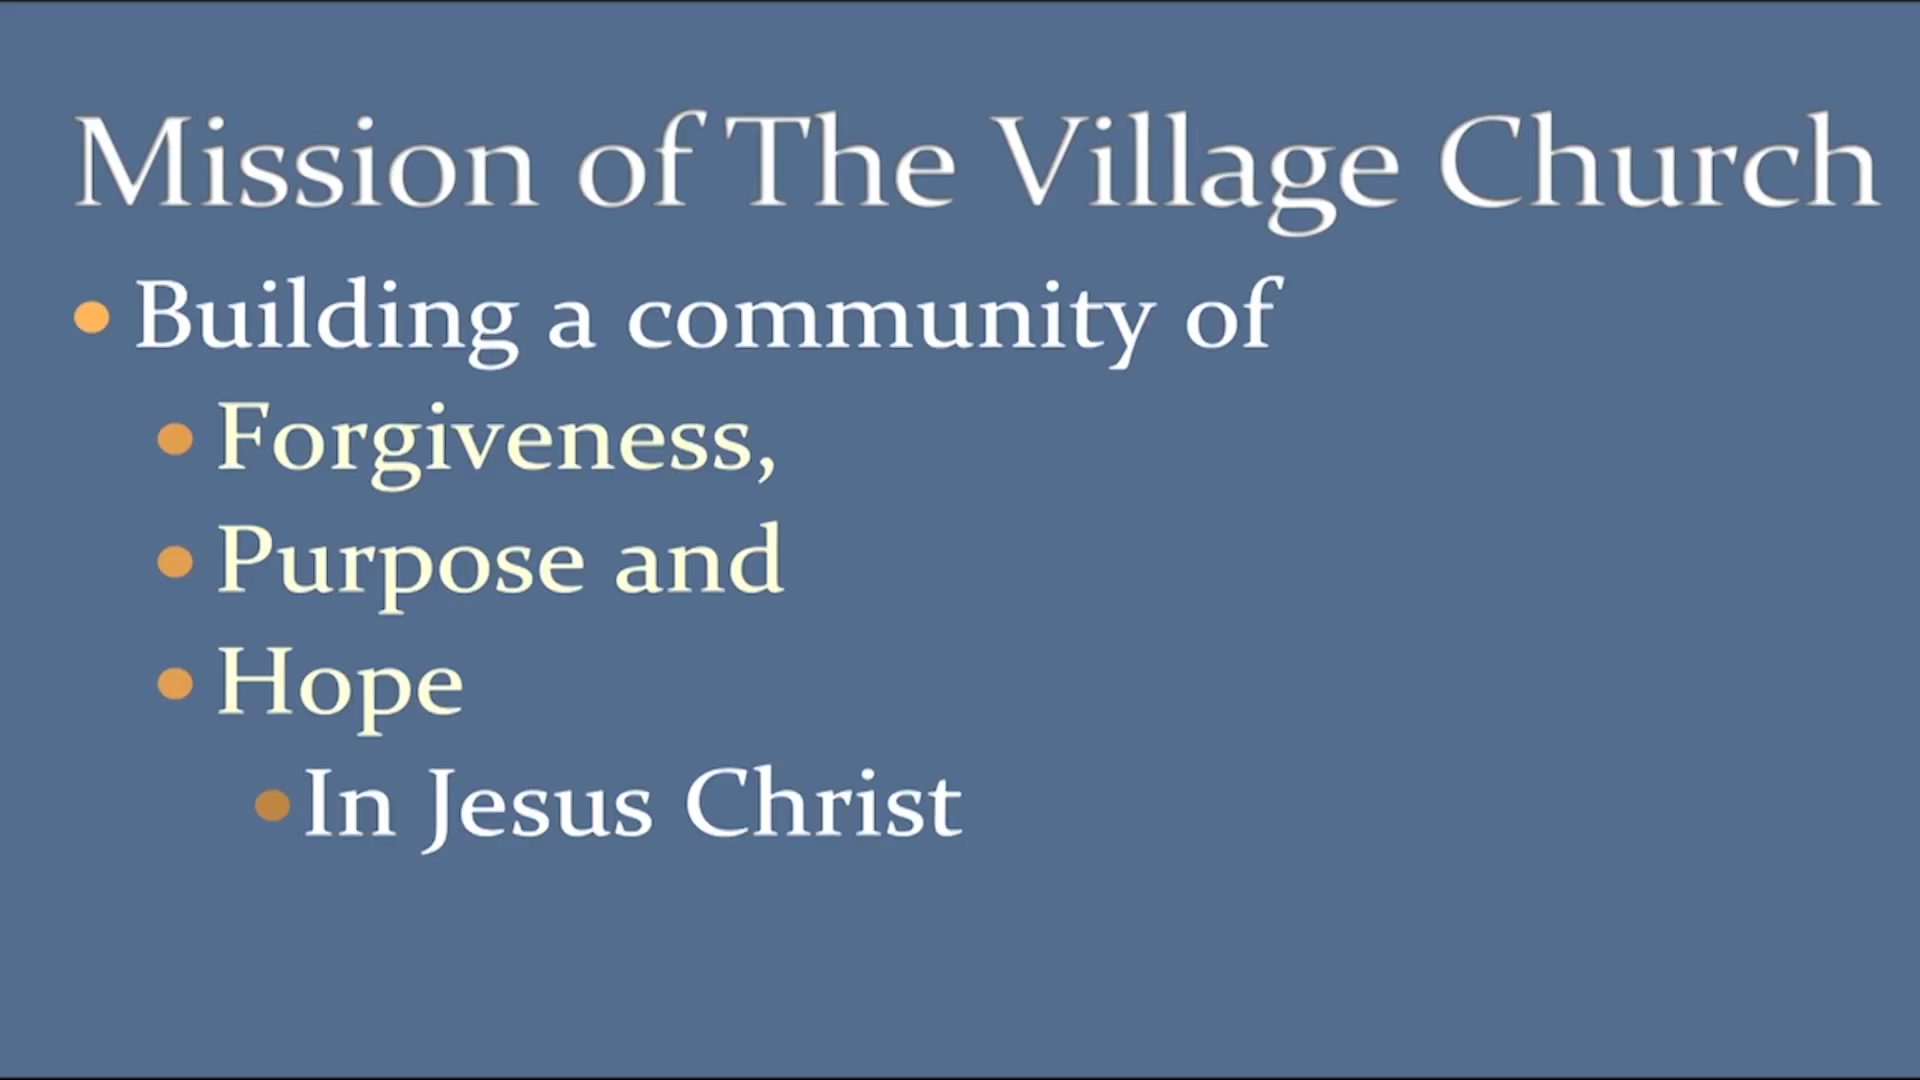 Mission of The Village Church
Building a community of
Forgiveness,
Purpose and
Hope
In Jesus Christ